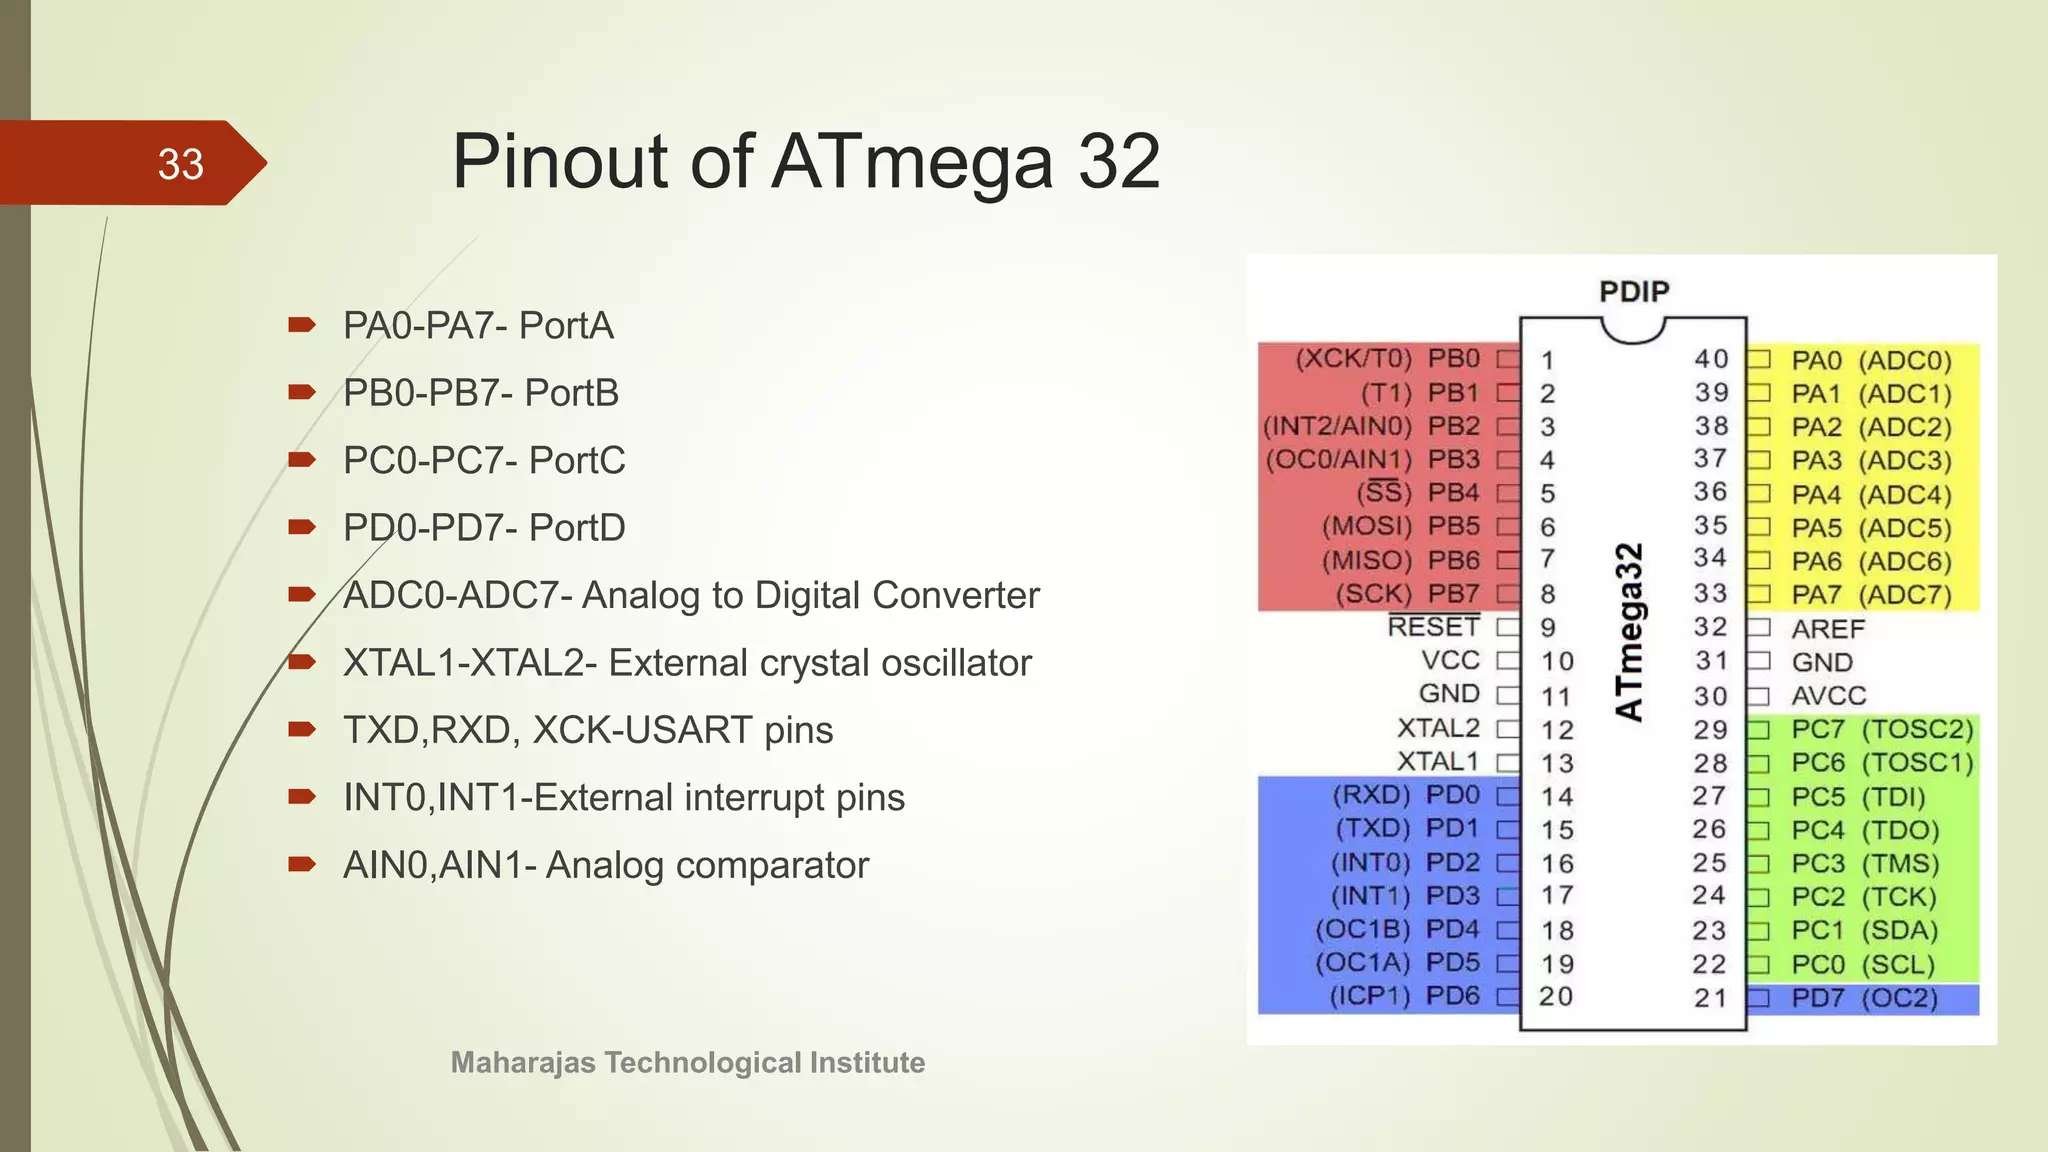 33
Pinout of ATmega 32
PA0-PA7- PortA
PB0-PB7- PortB
PC0-PC7- PortC
PD0-PD7- PortD
ADC0-ADC7- Analog to Digital Converter
XTAL1-XTAL2- External crystal oscillator
TXD,RXD, XCK-USART pins
INT0,INT1-External interrupt pins
AIN0,AIN1- Analog comparator
PDIP
(XCK/T0) PB0 1 40 PA0 (ADC0)
(T1) PB1 2 39 PA1 (ADC1)
(INT2/AIN0) PB2 3 38 PA2 (ADC2)
(OC0/AIN1) PB3 4 37 PA3 (ADC3)
(SS) PB4 5 36 PA4 (ADC4)
(MOSI) PB5 6 35 PA5 (ADC5)
(MISO) PB6 7 34 PA6 (ADC6)
(SCK) PB7 8 33 PA7 (ADC7)
RESET 9 32 AREF
VCC 10 31 GND
GND 11 30 AVCC
XTAL2 12 29 PC7 (TOSC2)
XTAL1 13 28 PC6 (TOSC1)
(RXD) PD0 14 27 PC5 (TDI)
(TXD) PD1 15 26 PC4 (TDO)
(INT0) PD2 16 25 PC3 (TMS)
(INT1) PD3 17 24 PC2 (TCK)
(OC1B) PD4 18 23 PC1 (SDA)
(OC1A) PD5 19 22 PC0 (SCL)
(ICP1) PD6 20 21 PD7 (OC2)
ATmega32
Maharajas Technological Institute